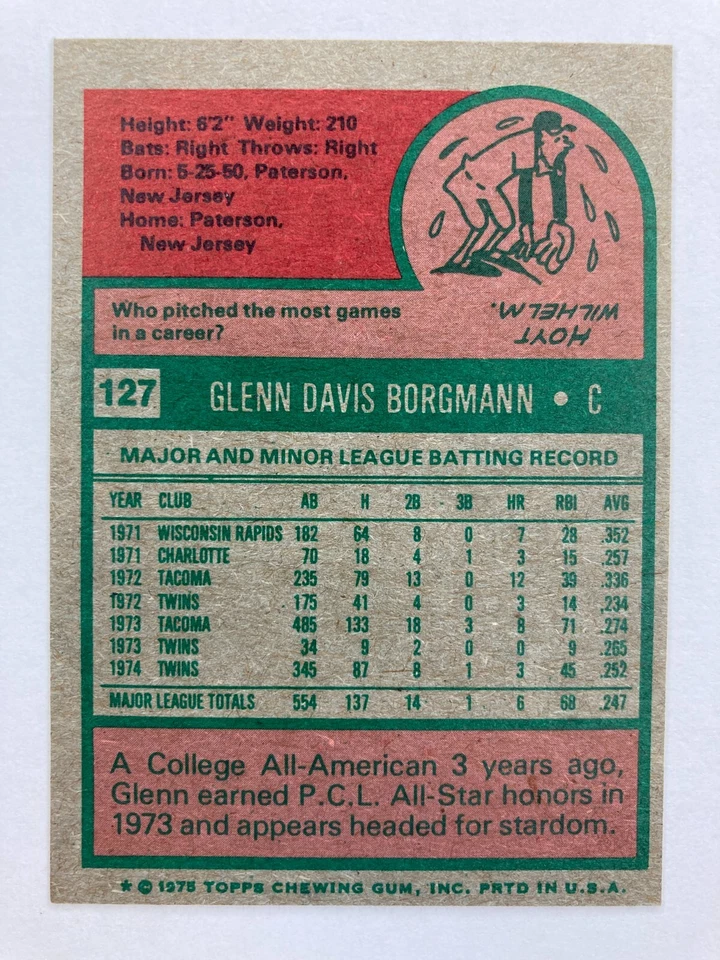 Height: 6'2" Weight: 210
Bats: Right Throws: Right
Born: 5-25-50, Paterson,
New Jersey
Home: Paterson,
New Jersey
Who pitched the most games
in a career?
HOYT
WILHELM.
127 GLENN DAVIS BORGMANN • C
MAJOR AND MINOR LEAGUE BATTING RECORD
YEAR CLUB AB H 2B 3B HR RBI AVG
1971 WISCONSIN RAPIDS 182 64 8 0 7 28 .352
1971 CHARLOTTE 70 18 4 1 3 15 .257
1972 TACOMA 235 79 13 0 12 39 .336
1972 TWINS 175 41 4 0 3 14 .234
1973 TACOMA 485 133 18 3 8 71 .274
1973 TWINS 34 9 2 0 0 9 .265
1974 TWINS 345 87 8 1 3 45 .252
MAJOR LEAGUE TOTALS 554 137 14 1 6 68 .247
A College All-American 3 years ago,
Glenn earned P.C.L. All-Star honors in
1973 and appears headed for stardom.
★ © 1975 TOPPS CHEWING GUM, INC. PRTD IN U.S.A.